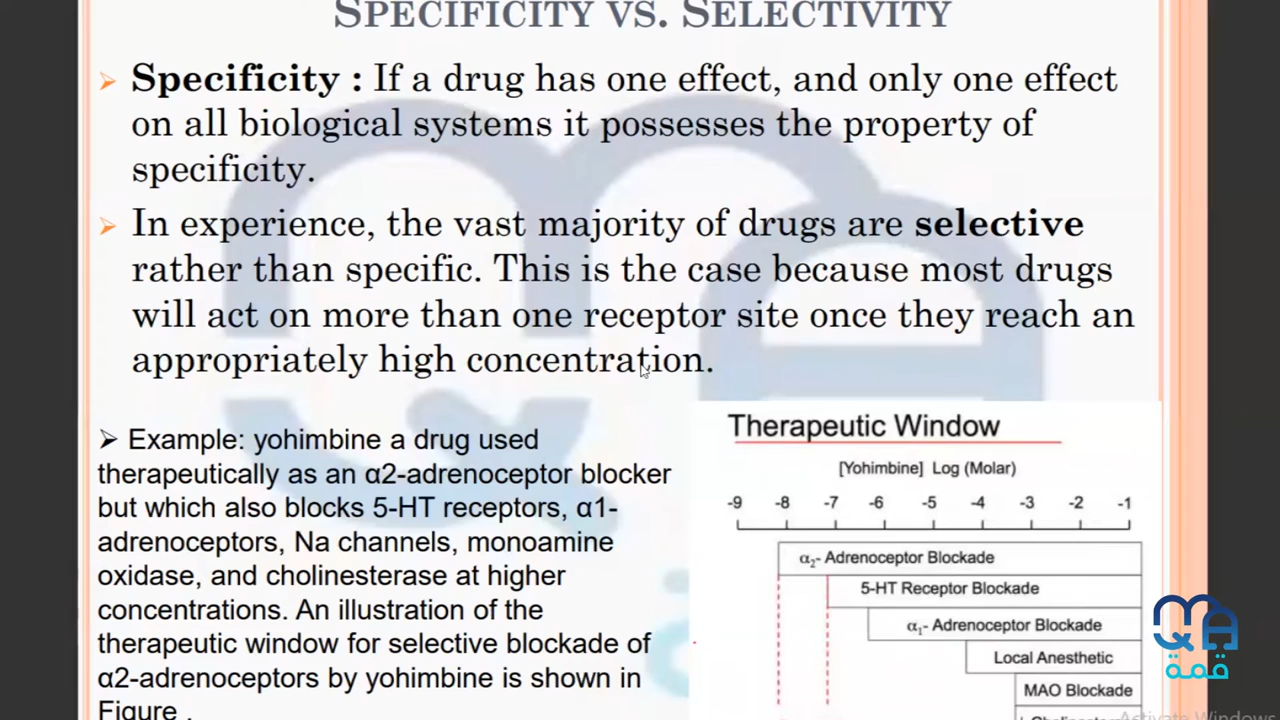 SPECIFICITY VS. SELECTIVITY
➢ Specificity : If a drug has one effect, and only one effect
on all biological systems it possesses the property of
specificity.
➢ In experience, the vast majority of drugs are selective
rather than specific. This is the case because most drugs
will act on more than one receptor site once they reach an
appropriately high concentration.
➢ Example: yohimbine a drug used
therapeutically as an α2-adrenoceptor blocker
but which also blocks 5-HT receptors, α1-
adrenoceptors, Na channels, monoamine
oxidase, and cholinesterase at higher
concentrations. An illustration of the
therapeutic window for selective blockade of
α2-adrenoceptors by yohimbine is shown in
Figure .
Therapeutic Window
[Yohimbine] Log (Molar)
-9 -8 -7 -6 -5 -4 -3 -2 -1
α2- Adrenoceptor Blockade
5-HT Receptor Blockade
α1- Adrenoceptor Blockade
Local Anesthetic
MAO Blockade
قمة
Activate Windows